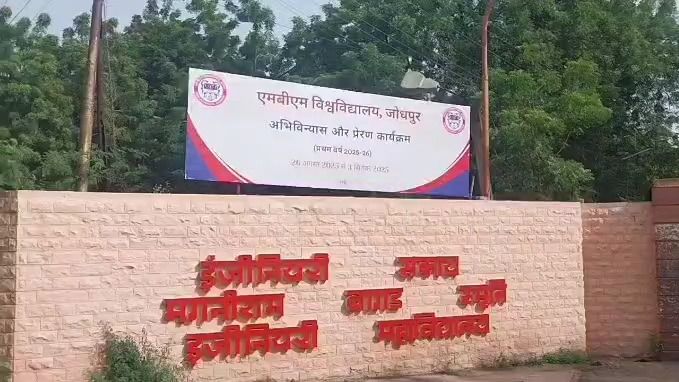 एमबीएम विश्वविद्यालय, जोधपुर
अभिविन्यास और प्रेरण कार्यक्रम
(प्रथम वर्ष 2025-26)
इंजीनियरी संकाय
मगनीराम बांगड़ स्मृति
इंजीनियरी महाविद्यालय